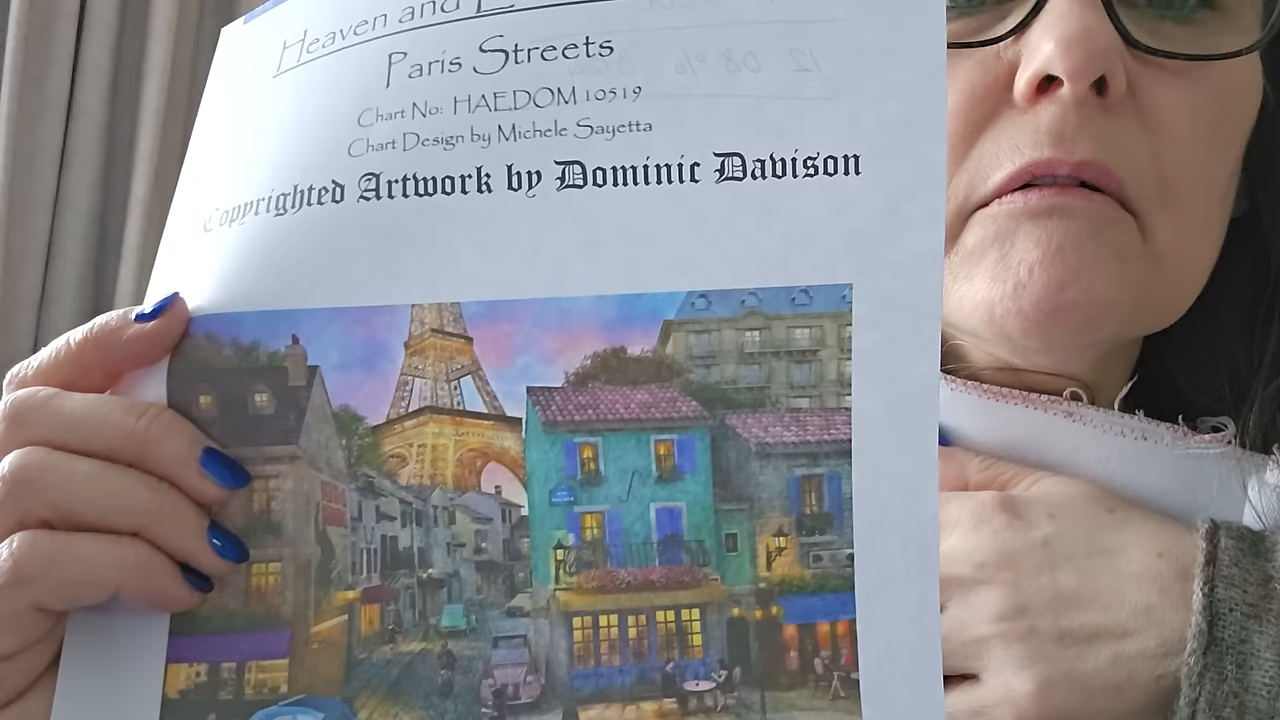 Heaven and
Paris Streets
Chart No: HAEDOM 10519
Chart Design by Michele Sayetta
Copyrighted Artwork by Dominic Davison